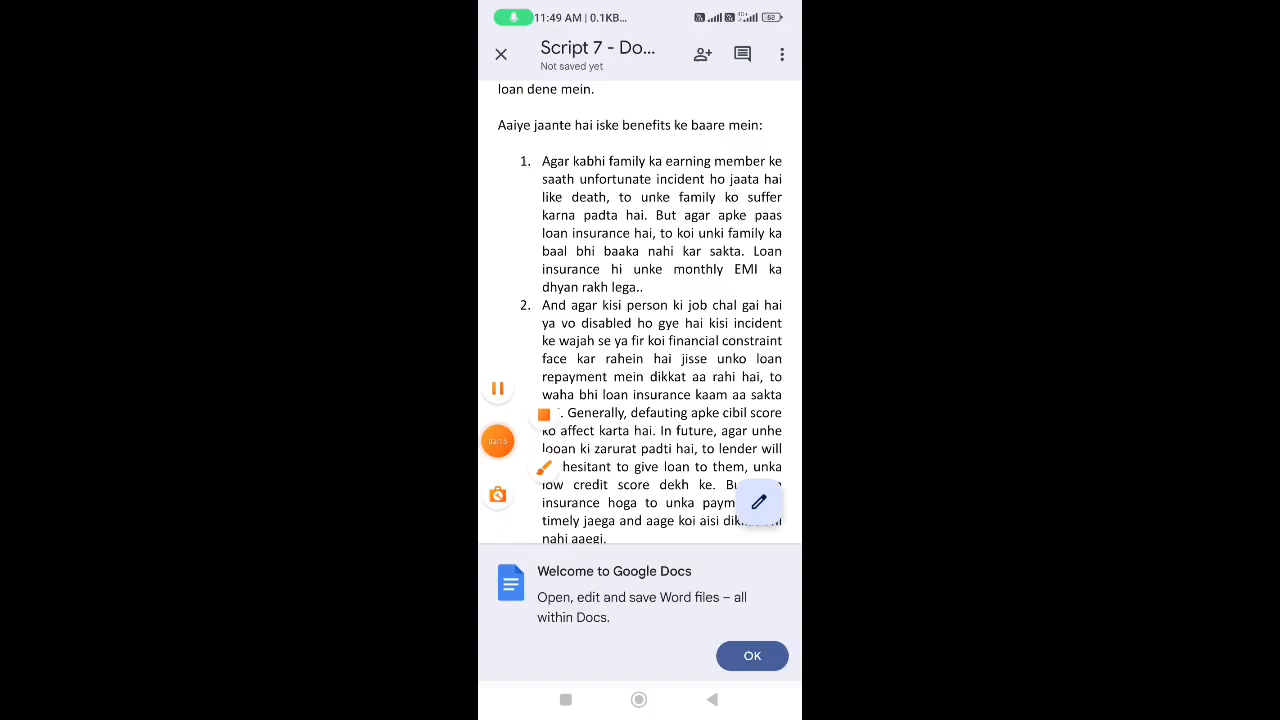 11:49 AM | 0.1KB...
63
Script 7 - Do...
Not saved yet
loan dene mein.
Aaiye jaante hai iske benefits ke baare mein:
1. Agar kabhi family ka earning member ke
saath unfortunate incident ho jaata hai
like death, to unke family ko suffer
karna padta hai. But agar apke paas
loan insurance hai, to koi unki family ka
baal bhi baaka nahi kar sakta. Loan
insurance hi unke monthly EMI ka
dhyan rakh lega..
2. And agar kisi person ki job chal gai hai
ya vo disabled ho gye hai kisi incident
ke wajah se ya fir koi financial constraint
face kar rahein hai jisse unko loan
repayment mein dikkat aa rahi hai, to
waha bhi loan insurance kaam aa sakta
. Generally, defauting apke cibil score
ko affect karta hai. In future, agar unhe
looan ki zarurat padti hai, to lender will
hesitant to give loan to them, unka
low credit score dekh ke.
insurance hoga to unka
timely jaega and aage koi aisi
nahi aaegi.
Welcome to Google Docs
Open, edit and save Word files – all
within Docs.
OK